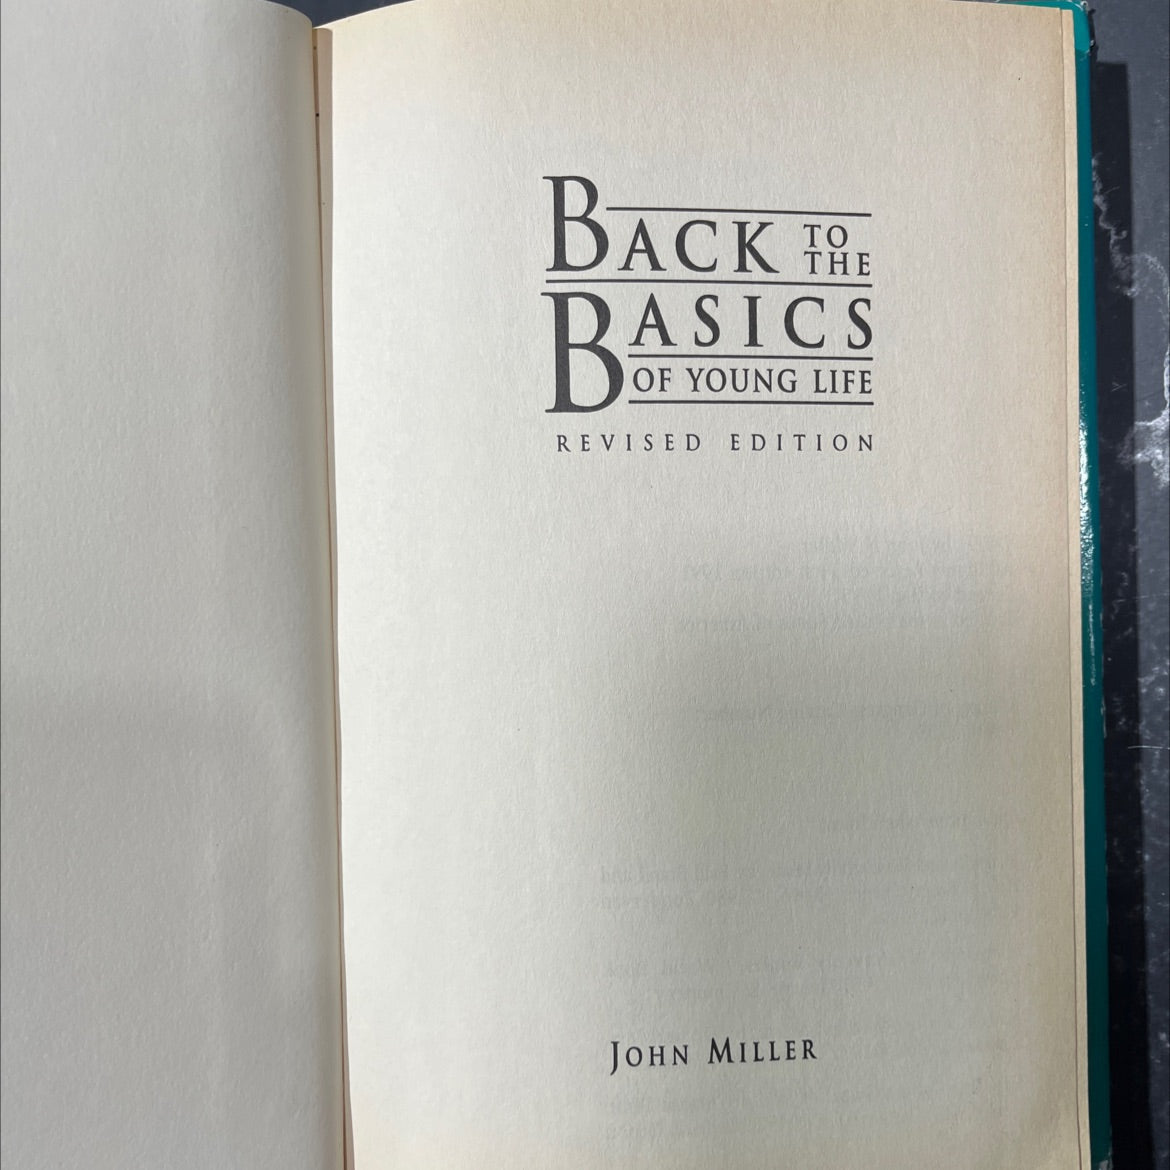 BACK TO THE
BASICS
OF YOUNG LIFE
REVISED EDITION
JOHN MILLER